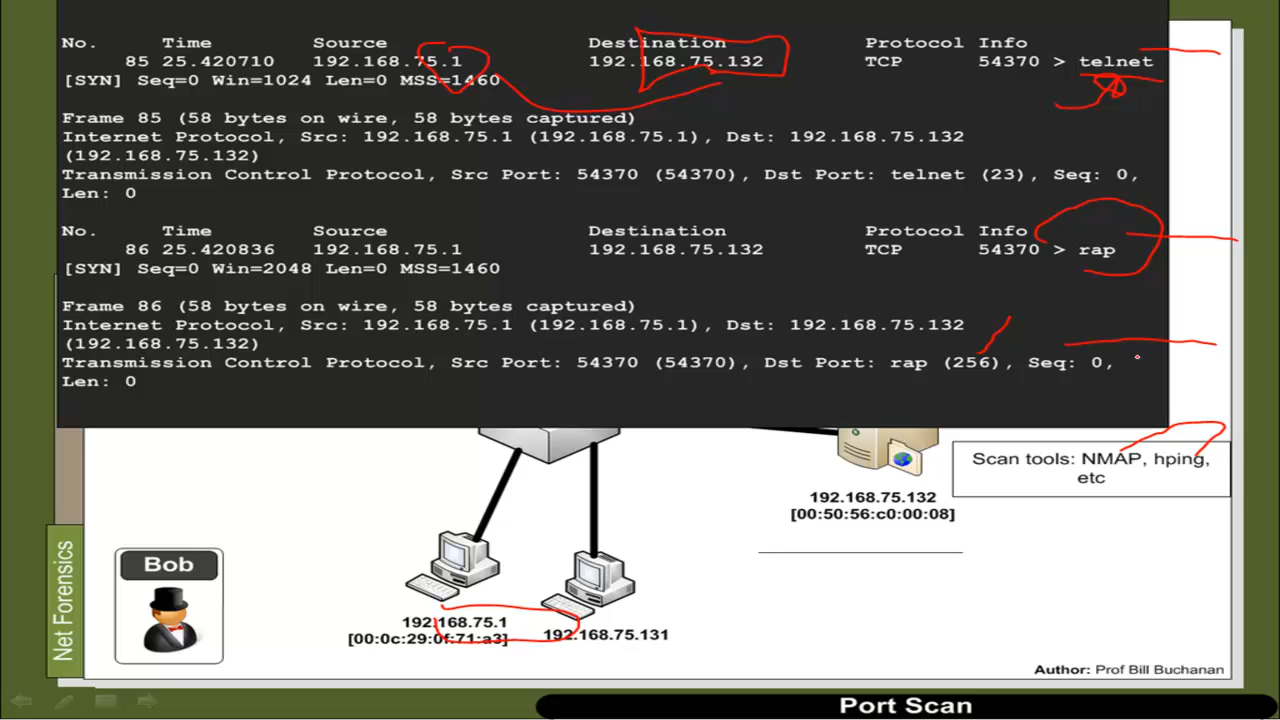 No. Time Source Destination Protocol Info
85 25.420710 192.168.75.1 192.168.75.132 TCP 54370 > telnet
[SYN] Seq=0 Win=1024 Len=0 MSS=1460
Frame 85 (58 bytes on wire, 58 bytes captured)
Internet Protocol, Src: 192.168.75.1 (192.168.75.1), Dst: 192.168.75.132
(192.168.75.132)
Transmission Control Protocol, Src Port: 54370 (54370), Dst Port: telnet (23), Seq: 0,
Len: 0
No. Time Source Destination Protocol Info
86 25.420836 192.168.75.1 192.168.75.132 TCP 54370 > rap
[SYN] Seq=0 Win=2048 Len=0 MSS=1460
Frame 86 (58 bytes on wire, 58 bytes captured)
Internet Protocol, Src: 192.168.75.1 (192.168.75.1), Dst: 192.168.75.132
(192.168.75.132)
Transmission Control Protocol, Src Port: 54370 (54370), Dst Port: rap (256), Seq: 0,
Len: 0
Scan tools: NMAP, hping,
etc
192.168.75.132
[00:50:56:c0:00:08]
Bob
192.168.75.1
[00:0c:29:0f:71:a3]
192.168.75.131
Net Forensics
Author: Prof Bill Buchanan
Port Scan